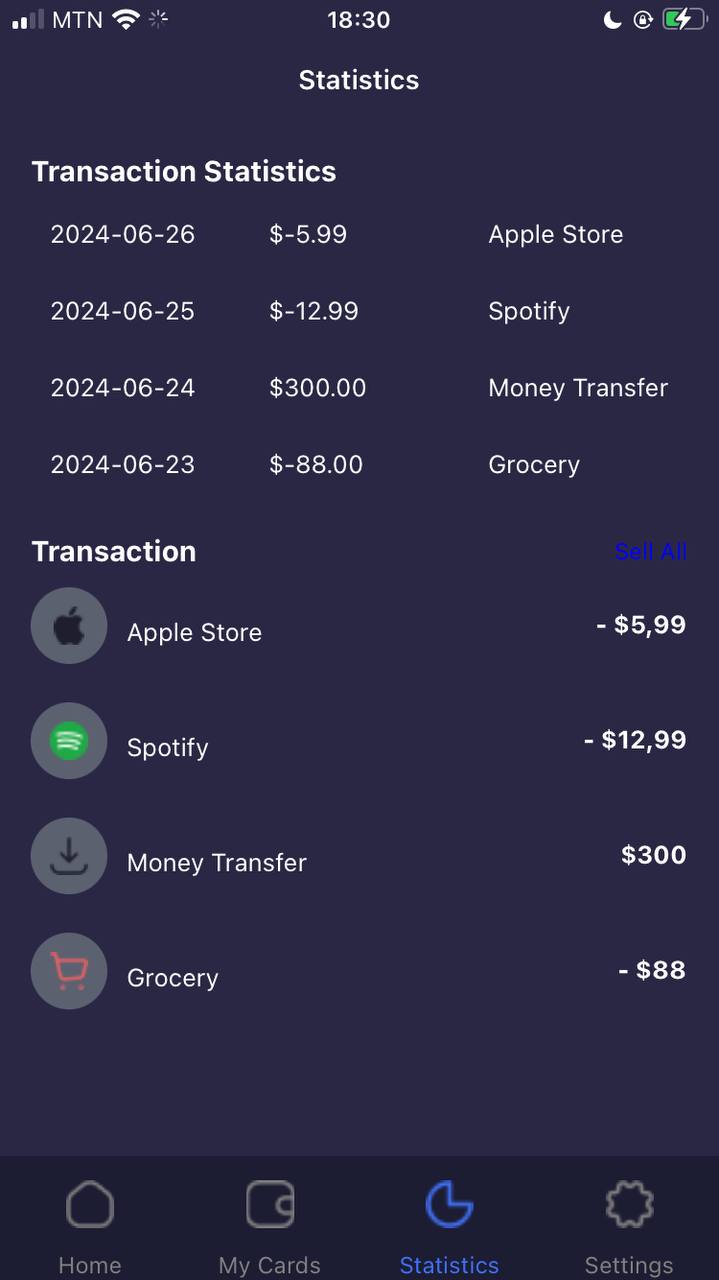 MTN 18:30
Statistics
Transaction Statistics
2024-06-26 $-5.99 Apple Store
2024-06-25 $-12.99 Spotify
2024-06-24 $300.00 Money Transfer
2024-06-23 $-88.00 Grocery
Transaction Sell All
Apple Store - $5,99
Spotify - $12,99
Money Transfer $300
Grocery - $88
Home My Cards Statistics Settings